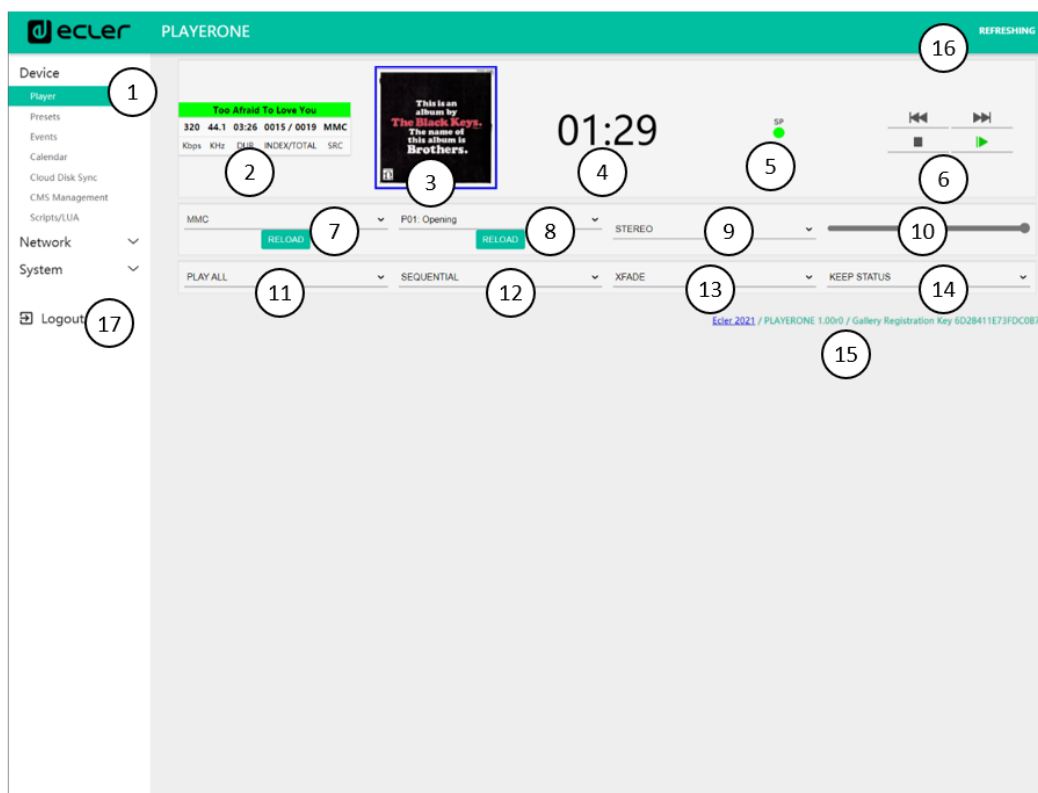 ecler PLAYERONE REFRESHING
16
Device
Player
1
Presets
Events
Calendar
Cloud Disk Sync
CMS Management
Scripts/LUA
Network
System
Logout
17
Too Afraid To Love You
320 44.1 03:26 0015 / 0019 MMC
Kbps KHz DUR INDEX/TOTAL SRC
2
This is an
album by
The Black Keys.
The name of
this album is
Brothers.
3
01:29
4
SP
5
6
MMC
RELOAD
7
P01: Opening
RELOAD
8
STEREO
9
10
PLAY ALL
11
SEQUENTIAL
12
XFADE
13
KEEP STATUS
14
Ecler 2021 / PLAYERONE 1.00r0 / Gallery Registration Key 6D28411E73FDC0B7
15